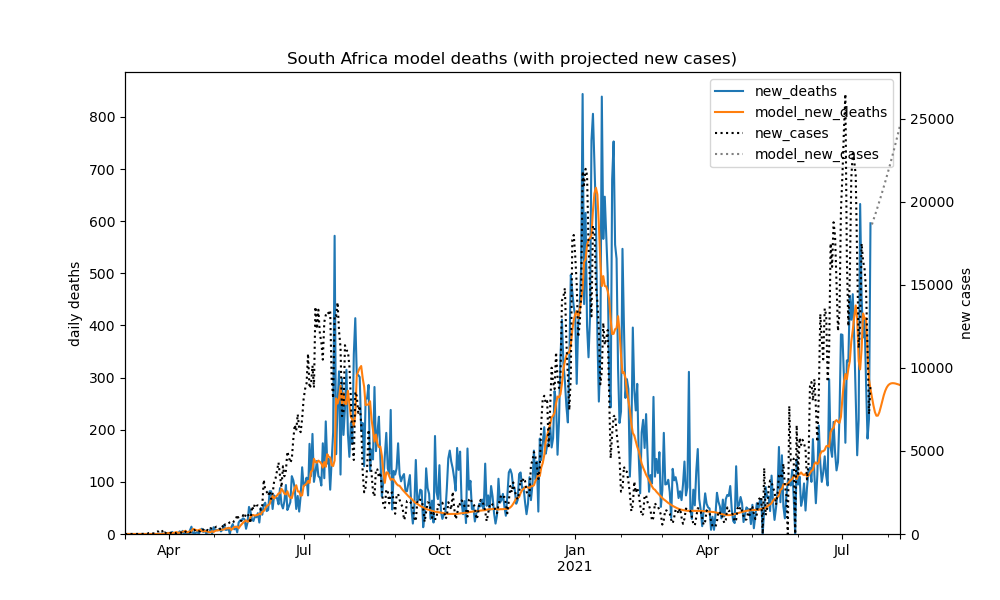 South Africa model deaths (with projected new cases)
new_deaths
model_new_deaths
new_cases
model_new_cases
daily deaths
800
700
600
500
400
300
200
100
0
25000
20000
15000
10000
5000
0
new cases
Apr
Jul
Oct
Jan
2021
Apr
Jul